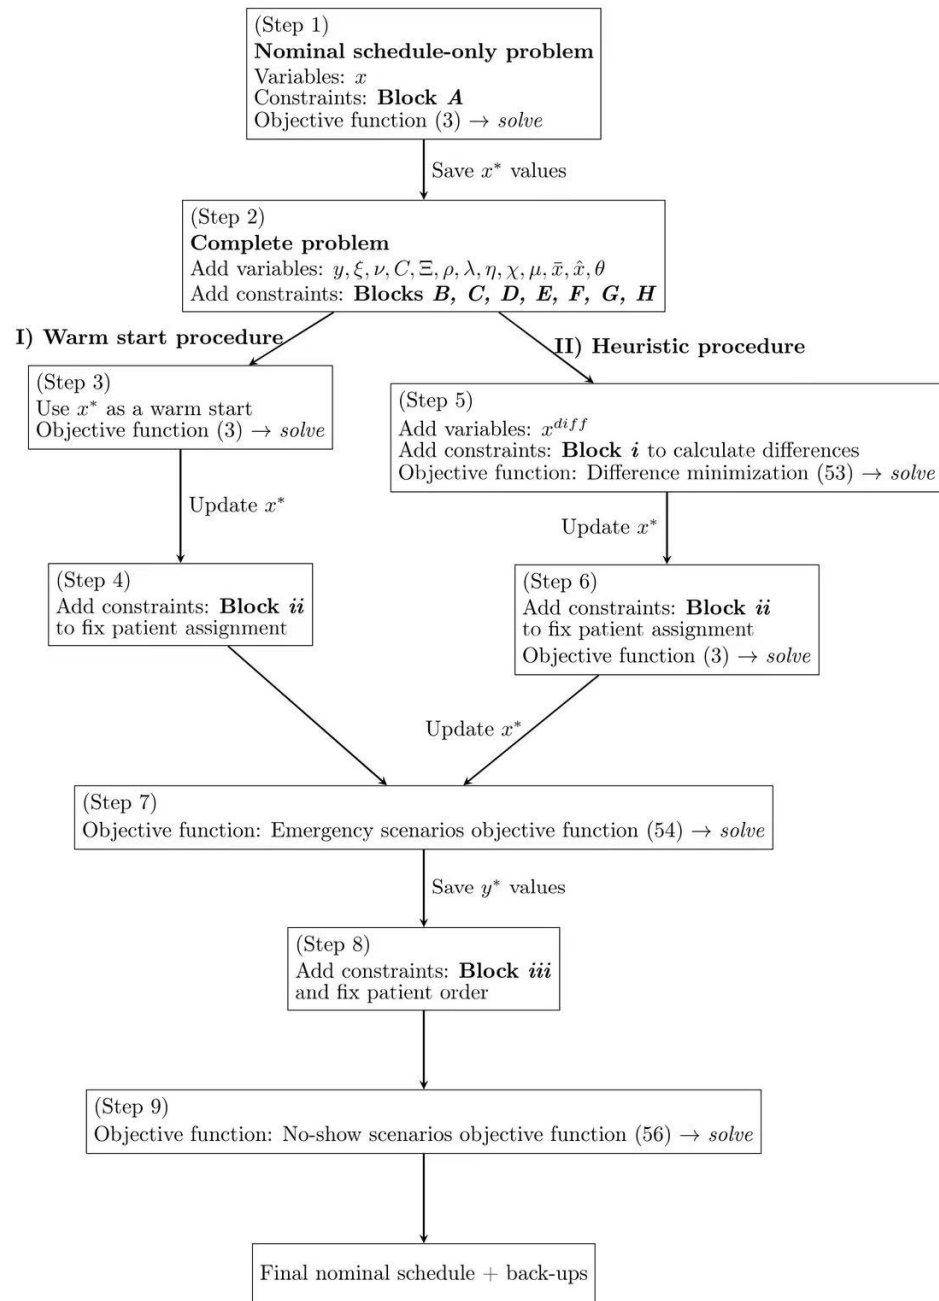 (Step 1)
Nominal schedule-only problem
Variables: x
Constraints: Block A
Objective function (3) → solve
Save x* values
(Step 2)
Complete problem
Add variables: y, ξ, ν, C, Ξ, ρ, λ, η, χ, μ, x̄, x̂, θ
Add constraints: Blocks B, C, D, E, F, G, H
I) Warm start procedure
II) Heuristic procedure
(Step 3)
Use x* as a warm start
Objective function (3) → solve
(Step 5)
Add variables: x^diff
Add constraints: Block i to calculate differences
Objective function: Difference minimization (53) → solve
Update x*
Update x*
(Step 4)
Add constraints: Block ii
to fix patient assignment
(Step 6)
Add constraints: Block ii
to fix patient assignment
Objective function (3) → solve
Update x*
(Step 7)
Objective function: Emergency scenarios objective function (54) → solve
Save y* values
(Step 8)
Add constraints: Block iii
and fix patient order
(Step 9)
Objective function: No-show scenarios objective function (56) → solve
Final nominal schedule + back-ups